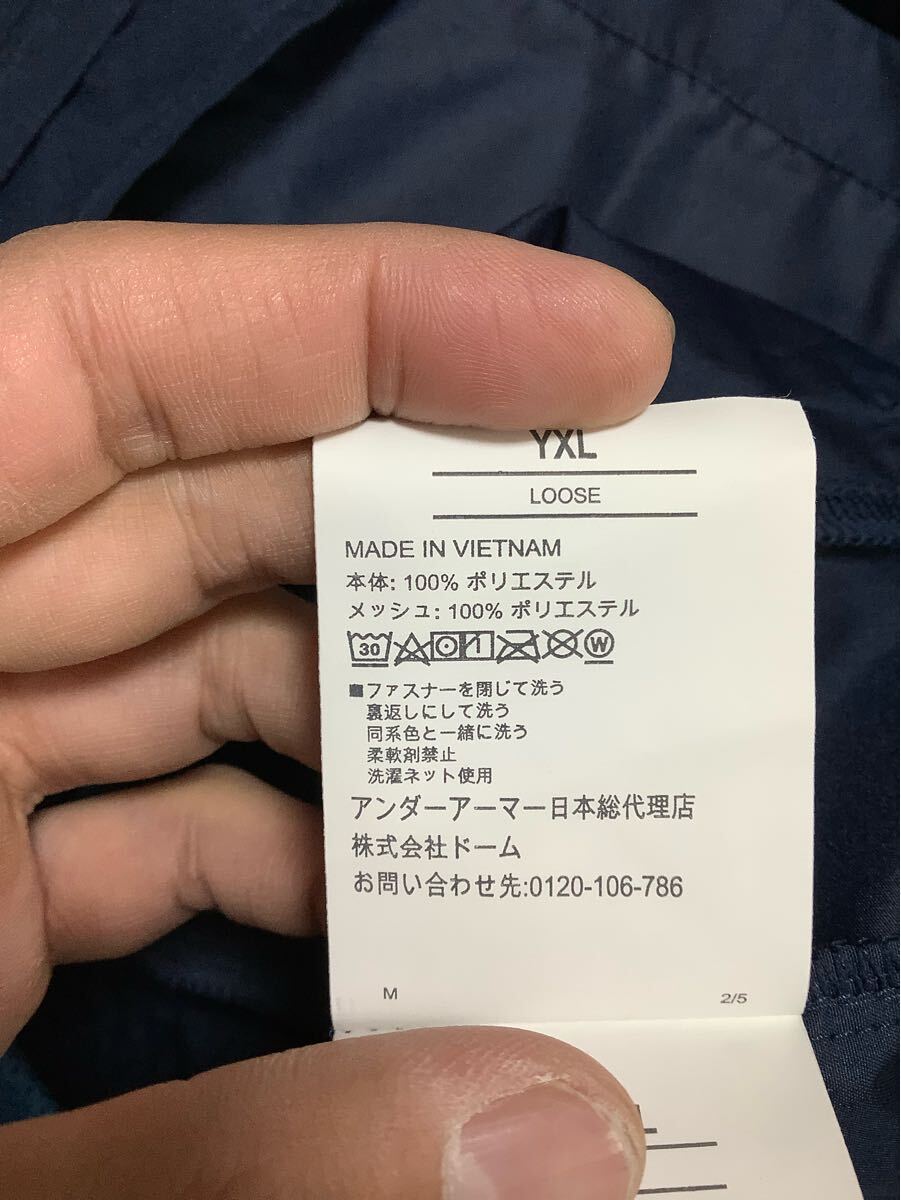 YXL
LOOSE
MADE IN VIETNAM
本体: 100% ポリエステル
メッシュ: 100% ポリエステル
30 W
■ファスナーを閉じて洗う
裏返しにして洗う
同系色と一緒に洗う
柔軟剤禁止
洗濯ネット使用
アンダーアーマー日本総代理店
株式会社ドーム
お問い合わせ先:0120-106-786
M 2/5